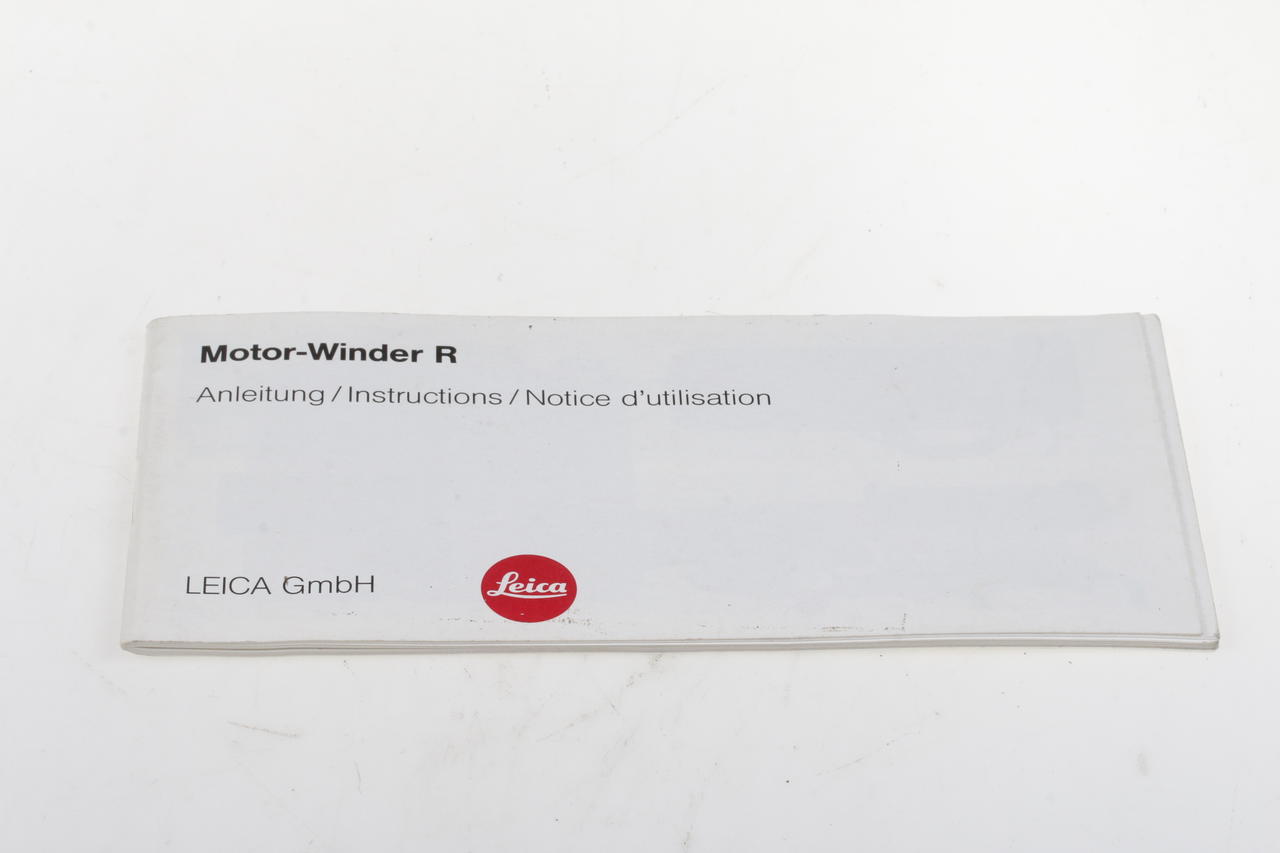 Motor-Winder R
Anleitung / Instructions / Notice d'utilisation
LEICA GmbH
Leica